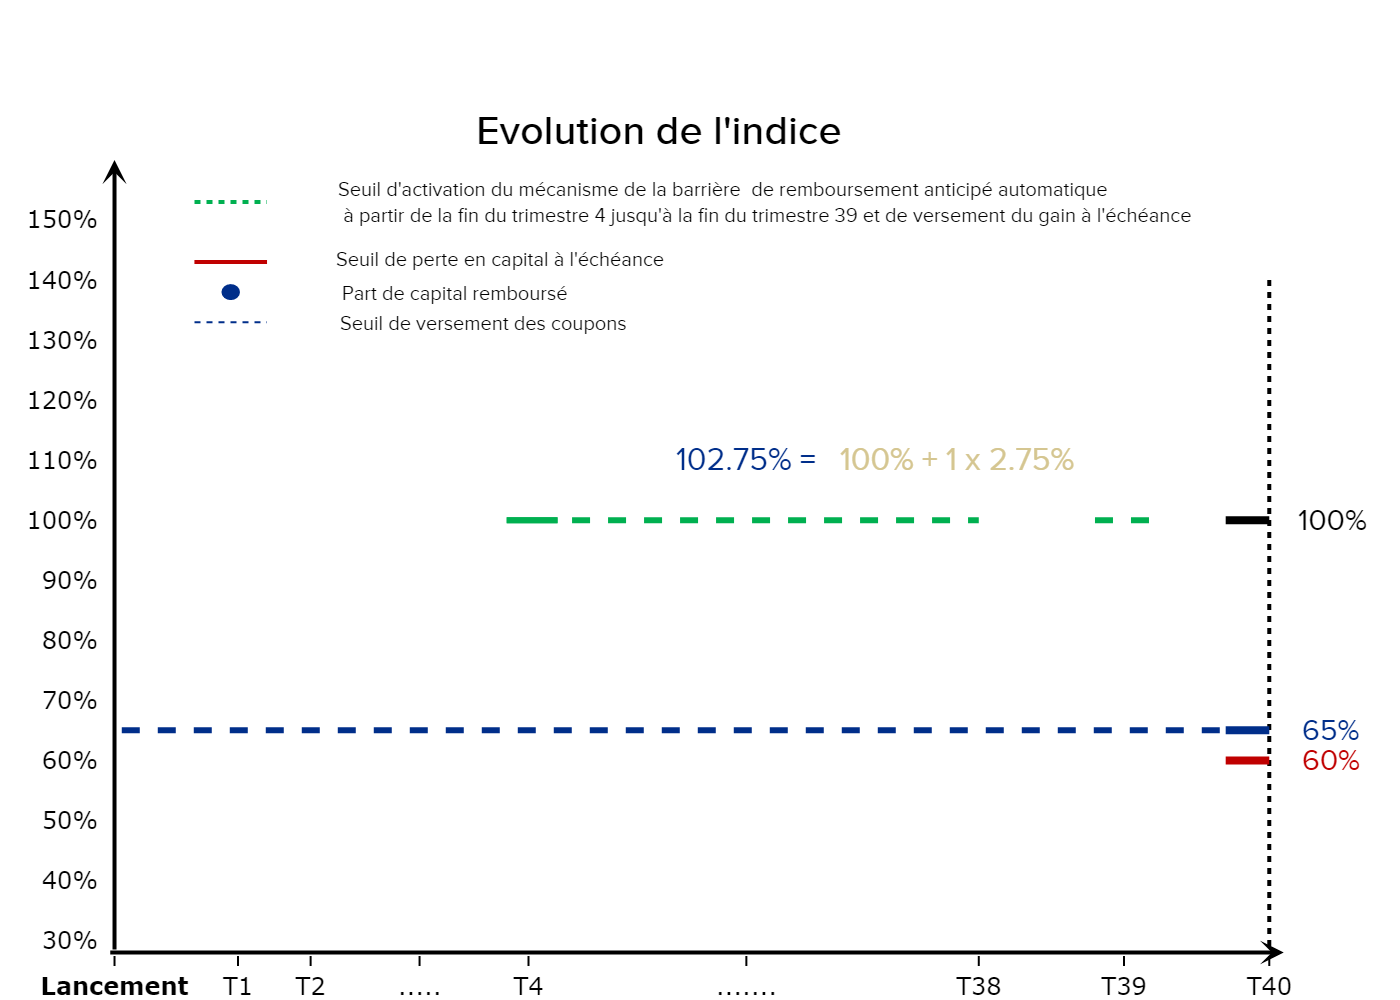 Evolution de l'indice
Seuil d'activation du mécanisme de la barrière  de remboursement anticipé automatique
à partir de la fin du trimestre 4 jusqu'à la fin du trimestre 39 et de versement du gain à l'échéance
150%
Seuil de perte en capital à l'échéance
140%
Part de capital remboursé
Seuil de versement des coupons
130%
120%
110%
102.75% = 100% + 1 x 2.75%
100%
100%
90%
80%
70%
65%
60%
60%
50%
40%
30%
Lancement T1 T2 ..... T4 ....... T38 T39 T40